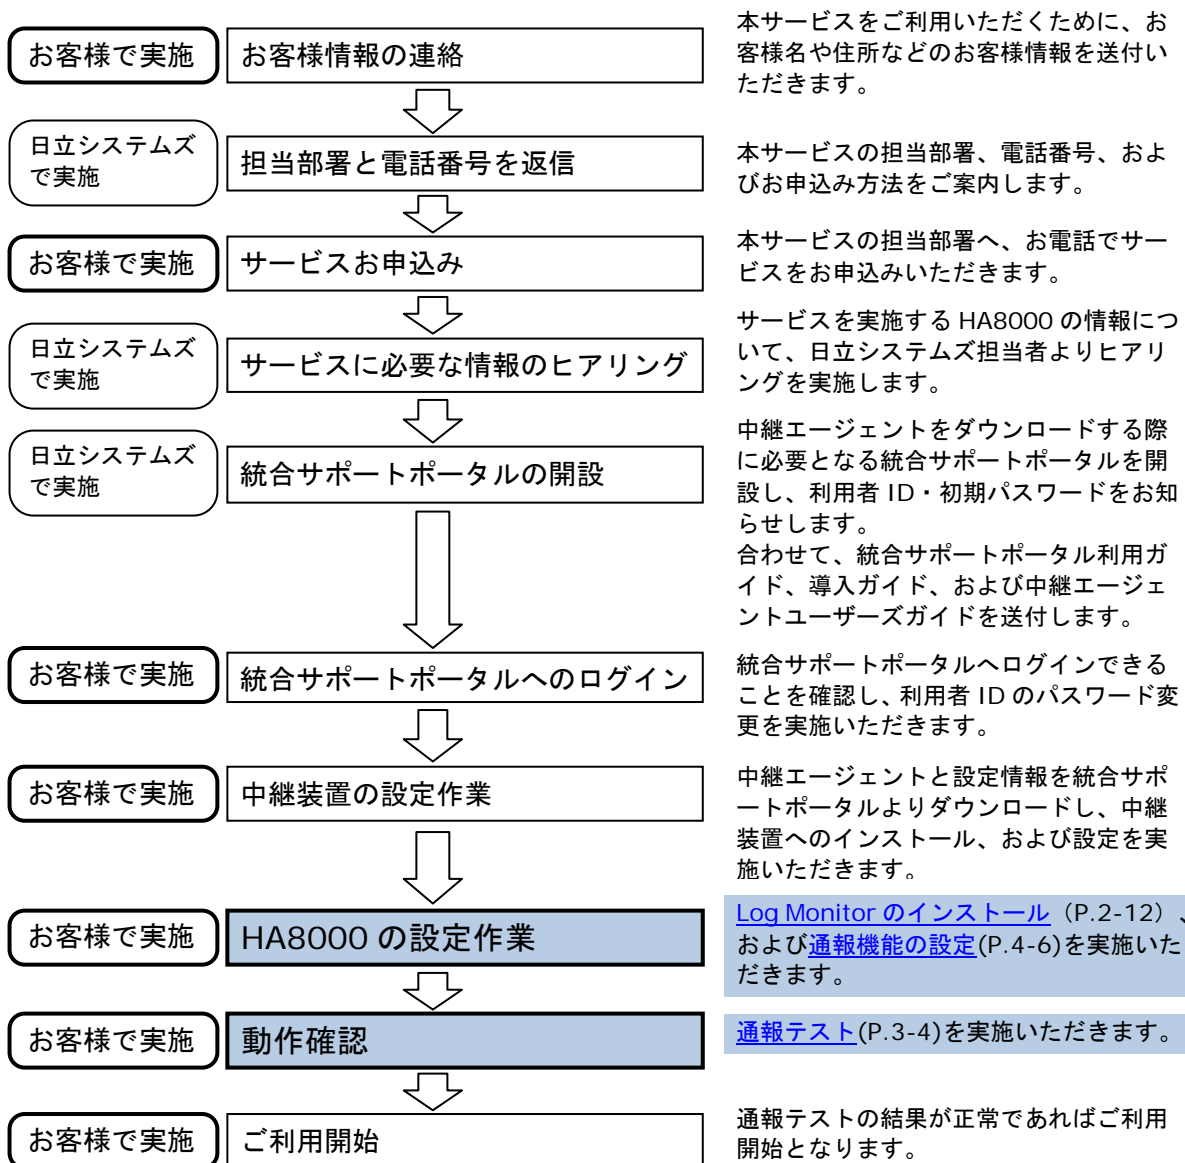 お客様で実施
お客様情報の連絡
本サービスをご利用いただくために、お
客様名や住所などのお客様情報を送付い
ただきます。
日立システムズ
で実施
担当部署と電話番号を返信
本サービスの担当部署、電話番号、およ
びお申込み方法をご案内します。
お客様で実施
サービスお申込み
本サービスの担当部署へ、お電話でサー
ビスをお申込みいただきます。
日立システムズ
で実施
サービスに必要な情報のヒアリング
サービスを実施する HA8000 の情報につ
いて、日立システムズ担当者よりヒアリ
ングを実施します。
日立システムズ
で実施
統合サポートポータルの開設
中継エージェントをダウンロードする際
に必要となる統合サポートポータルを開
設し、利用者 ID・初期パスワードをお知
らせします。
合わせて、統合サポートポータル利用ガ
イド、導入ガイド、および中継エージェ
ントユーザーズガイドを送付します。
お客様で実施
統合サポートポータルへのログイン
統合サポートポータルへログインできる
ことを確認し、利用者 ID のパスワード変
更を実施いただきます。
お客様で実施
中継装置の設定作業
中継エージェントと設定情報を統合サポ
ートポータルよりダウンロードし、中継
装置へのインストール、および設定を実
施いただきます。
お客様で実施
HA8000 の設定作業
Log Monitor のインストール（P.2-12）、
および通報機能の設定(P.4-6)を実施いた
だきます。
お客様で実施
動作確認
通報テスト(P.3-4)を実施いただきます。
お客様で実施
ご利用開始
通報テストの結果が正常であればご利用
開始となります。